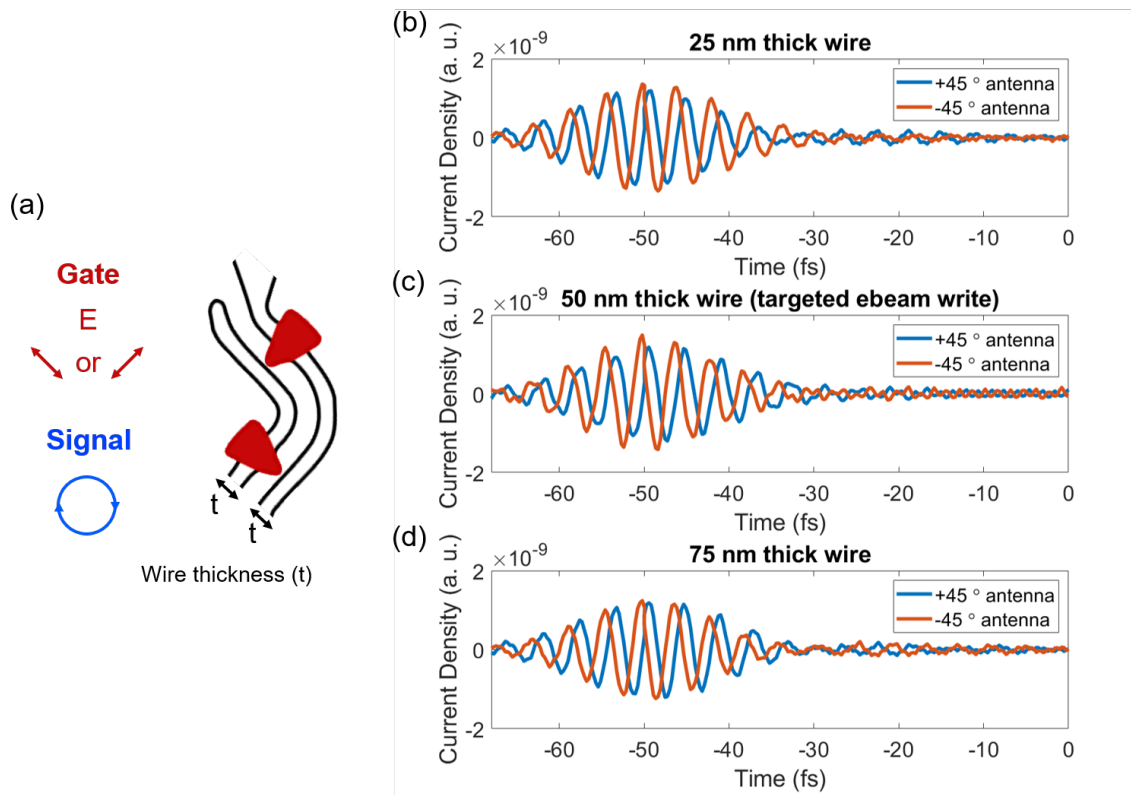 (a)
Gate
E
or
Signal
t
t
Wire thickness (t)
(b)
25 nm thick wire
×10⁻⁹
Current Density (a. u.)
2
0
-2
+45 ° antenna
-45 ° antenna
-60 -50 -40 -30 -20 -10 0
Time (fs)
(c)
50 nm thick wire (targeted ebeam write)
×10⁻⁹
Current Density (a. u.)
2
0
-2
+45 ° antenna
-45 ° antenna
-60 -50 -40 -30 -20 -10 0
Time (fs)
(d)
75 nm thick wire
×10⁻⁹
Current Density (a. u.)
2
0
-2
+45 ° antenna
-45 ° antenna
-60 -50 -40 -30 -20 -10 0
Time (fs)